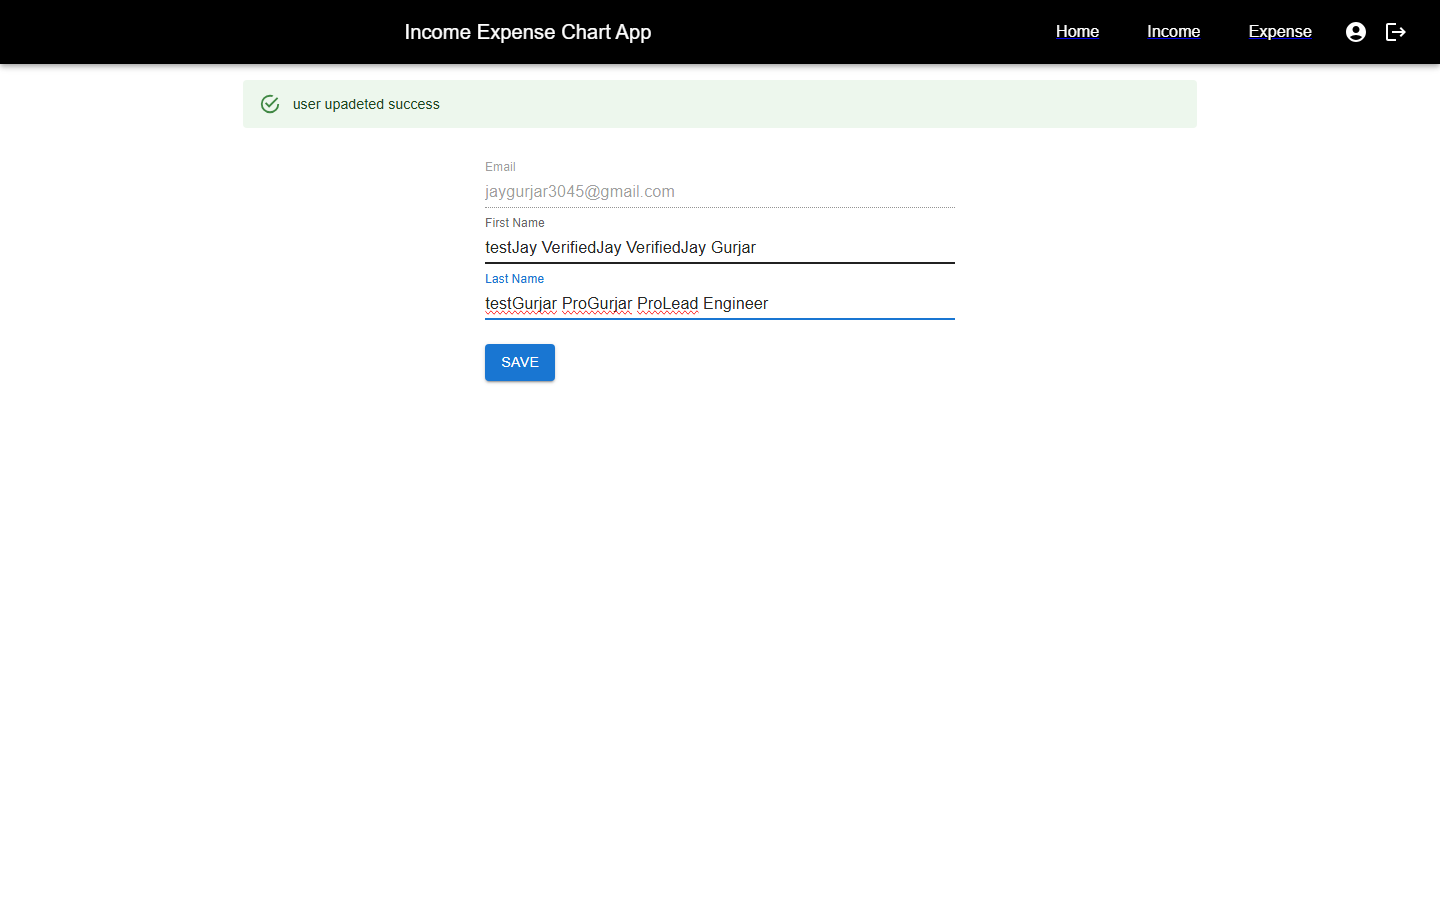 Income Expense Chart App
Home Income Expense
user upadeted success
Email
jaygurjar3045@gmail.com
First Name
testJay VerifiedJay VerifiedJay Gurjar
Last Name
testGurjar ProGurjar ProLead Engineer
SAVE